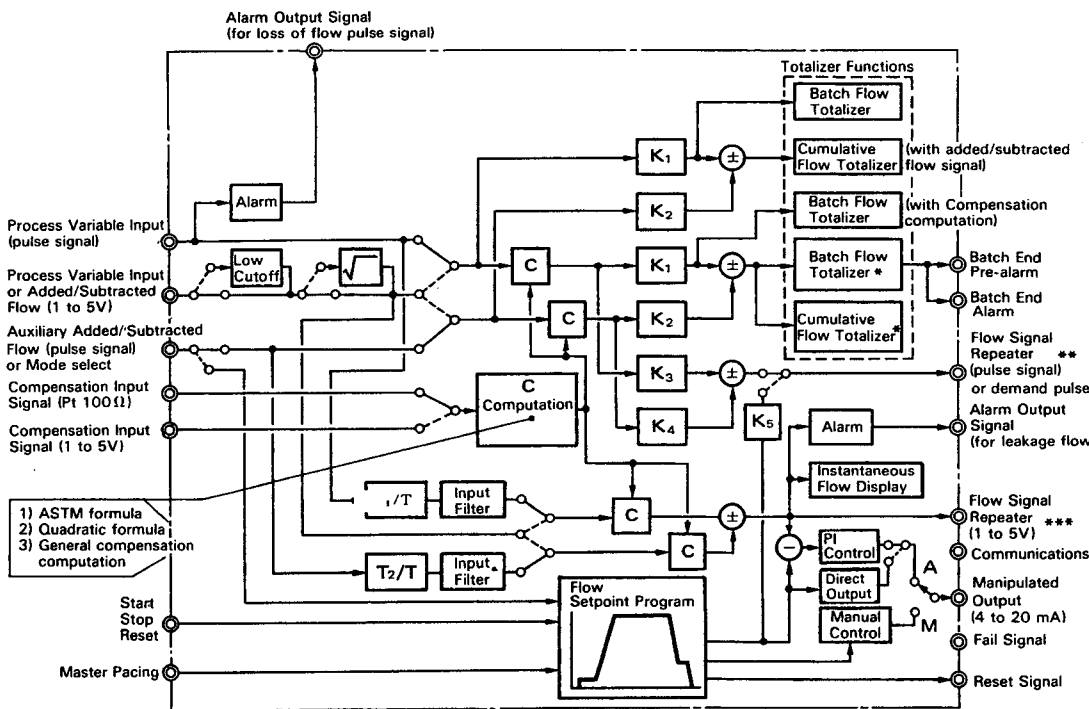 Alarm Output Signal
(for loss of flow pulse signal)
Totalizer Functions
Batch Flow
Totalizer
Cumulative
Flow Totalizer
(with added/subtracted
flow signal)
Batch Flow
Totalizer
(with Compensation
computation)
Batch Flow
Totalizer *
Cumulative
Flow Totalizer *
Batch End
Pre-alarm
Batch End
Alarm
Flow Signal
Repeater **
(pulse signal)
or demand pulse
Alarm Output
Signal
(for leakage flow
Flow Signal
Repeater ***
(1 to 5V)
Communications
Manipulated
Output
(4 to 20 mA)
Fail Signal
Reset Signal
Process Variable Input
(pulse signal)
Process Variable Input
or Added/Subtracted
Flow (1 to 5V)
Auxiliary Added/Subtracted
Flow (pulse signal)
or Mode select
Compensation Input
Signal (Pt 100Ω)
Compensation Input
Signal (1 to 5V)
1) ASTM formula
2) Quadratic formula
3) General compensation
computation
Start
Stop
Reset
Master Pacing
Alarm
Low
Cutoff
√
C
C
C
Computation
K1
±
K2
K1
±
K2
K3
±
K4
K5
Alarm
Instantaneous
Flow Display
/T
Input
Filter
C
±
T2/T
Input
Filter
C
−
PI
Control
Direct
Output
Manual
Control
A
M
Flow
Setpoint Program